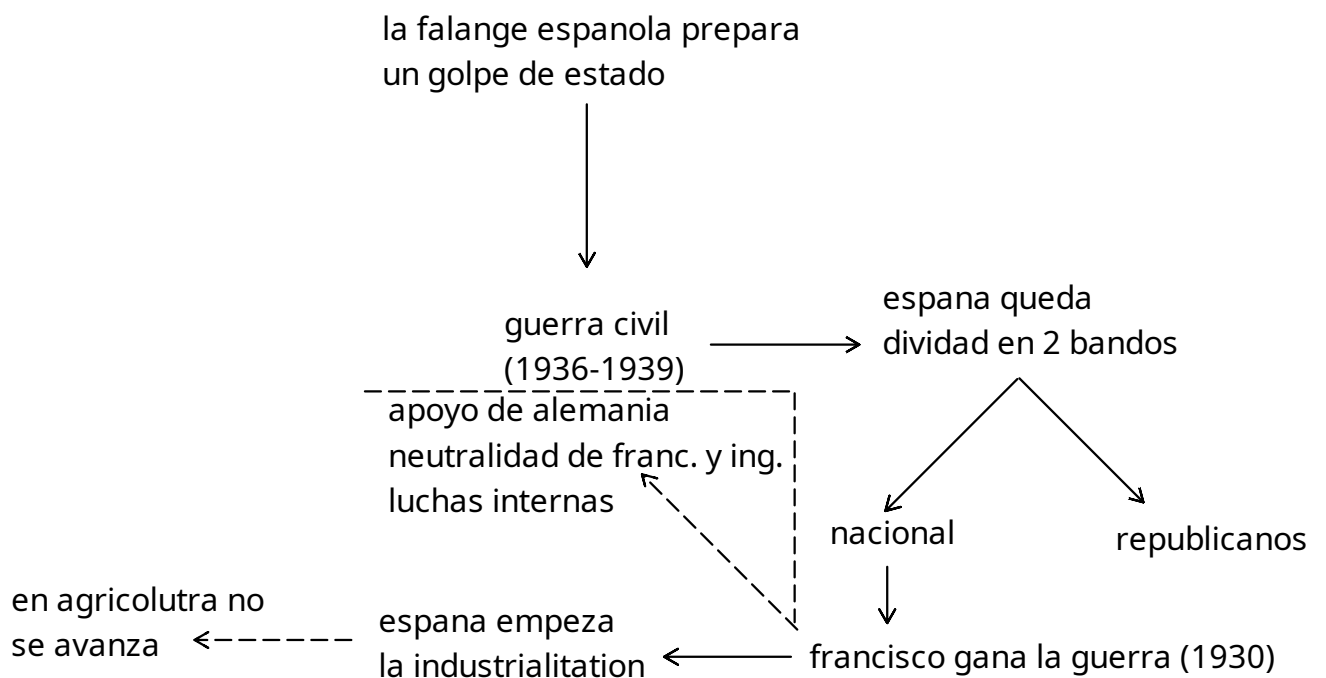 la falange espanola prepara
un golpe de estado
guerra civil
(1936-1939)
espana queda
dividad en 2 bandos
apoyo de alemania
neutralidad de franc. y ing.
luchas internas
nacional
republicanos
en agricolutra no
se avanza
espana empeza
la industrialitation
francisco gana la guerra (1930)